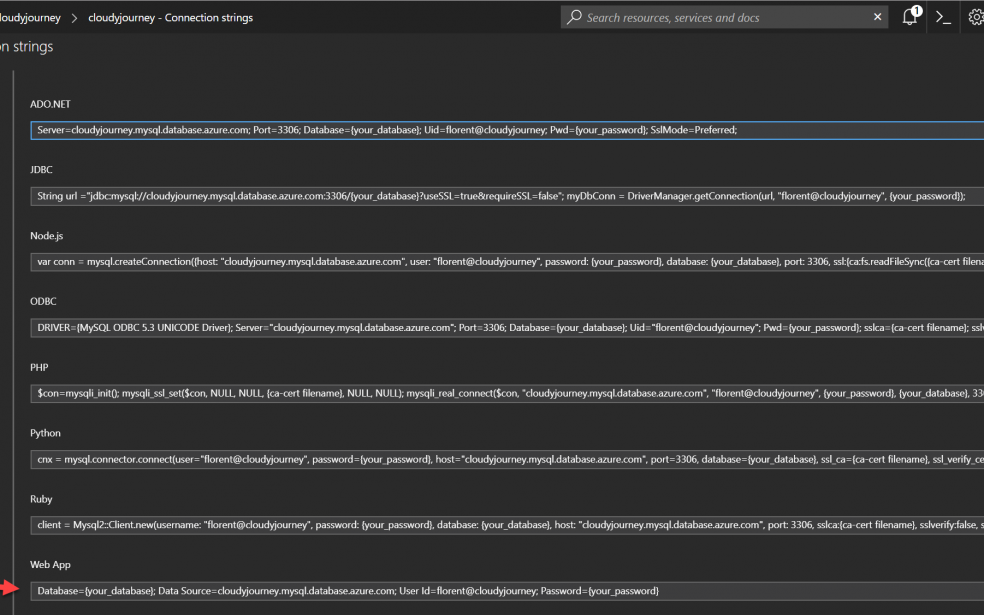 loudyjourney > cloudyjourney - Connection strings
Search resources, services and docs
1
n strings
ADO.NET
Server=cloudyjourney.mysql.database.azure.com; Port=3306; Database={your_database}; Uid=florent@cloudyjourney; Pwd={your_password}; SslMode=Preferred;
JDBC
String url ="jdbc:mysql://cloudyjourney.mysql.database.azure.com:3306/{your_database}?useSSL=true&requireSSL=false"; myDbConn = DriverManager.getConnection(url, "florent@cloudyjourney", {your_password});
Node.js
var conn = mysql.createConnection({host: "cloudyjourney.mysql.database.azure.com", user: "florent@cloudyjourney", password: {your_password}, database: {your_database}, port: 3306, ssl:{ca:fs.readFileSync({ca-cert filena
ODBC
DRIVER={MySQL ODBC 5.3 UNICODE Driver}; Server="cloudyjourney.mysql.database.azure.com"; Port=3306; Database={your_database}; Uid="florent@cloudyjourney"; Pwd={your_password}; sslca={ca-cert filename}; sslv
PHP
$con=mysqli_init(); mysqli_ssl_set($con, NULL, NULL, {ca-cert filename}, NULL, NULL); mysqli_real_connect($con, "cloudyjourney.mysql.database.azure.com", "florent@cloudyjourney", {your_password}, {your_database}, 33
Python
cnx = mysql.connector.connect(user="florent@cloudyjourney", password={your_password}, host="cloudyjourney.mysql.database.azure.com", port=3306, database={your_database}, ssl_ca={ca-cert filename}, ssl_verify_ce
Ruby
client = Mysql2::Client.new(username: "florent@cloudyjourney", password: {your_password}, database: {your_database}, host: "cloudyjourney.mysql.database.azure.com", port: 3306, sslca:{ca-cert filename}, sslverify:false, s
Web App
Database={your_database}; Data Source=cloudyjourney.mysql.database.azure.com; User Id=florent@cloudyjourney; Password={your_password}